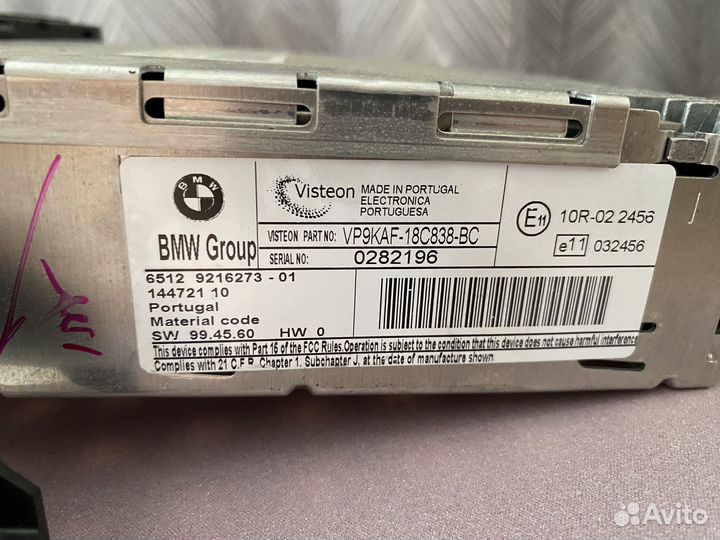 BMW
BMW Group
Visteon
MADE IN PORTUGAL
ELECTRONICA
PORTUGUESA
VISTEON PART NO: VP9KAF-18C838-BC
SERIAL NO: 0282196
E11 10R-02 2456
e11 032456
6512 9216273 - 01
144721 10
Portugal
Material code
SW 99.45.60 HW 0
This device complies with Part 15 of the FCC Rules.Operation is subject to the condition that this device does not cause harmful interference
Complies with 21 C.F.R. Chapter 1. Subchapter J, at the date of manufacture shown.
Avito